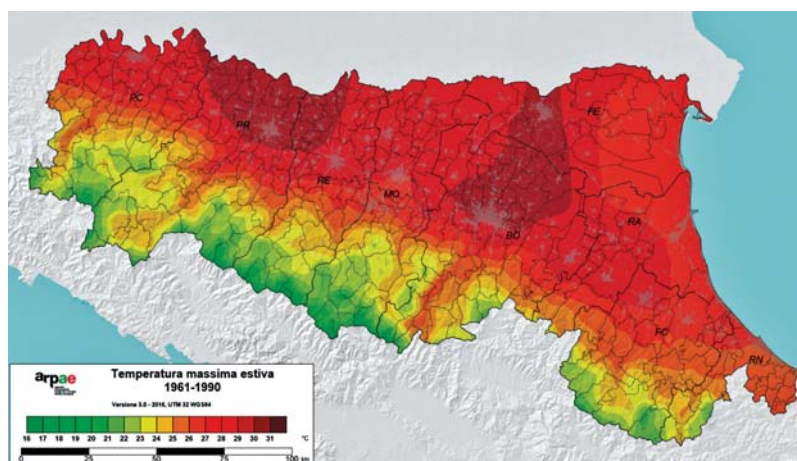 PC
PR
RE
MO
BO
FE
RA
FC
RN
arpae
Temperatura massima estiva
1961-1990
Versione 3.0 - 2016, UTM 32 WGS84
16 17 19 20 21 22 23 24 25 26 27 28 29 30 31 °C
0 25 50 75 100 km